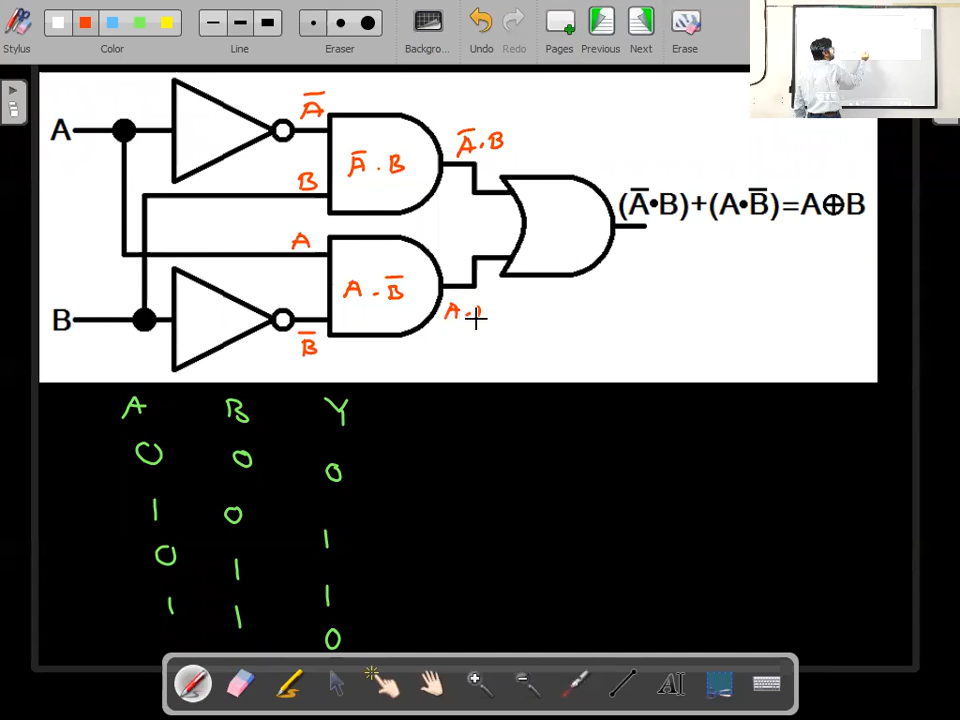 Stylus Color Line Eraser Backgro... Undo Redo Pages Previous Next Erase
A̅
A
B
A̅ . B
A̅.B
(A̅•B)+(A•B̅)=A⊕B
A
A . B̅
A .
B
B̅
A B Y
0 0 0
1 0 1
0 1 1
1 1 0
AI